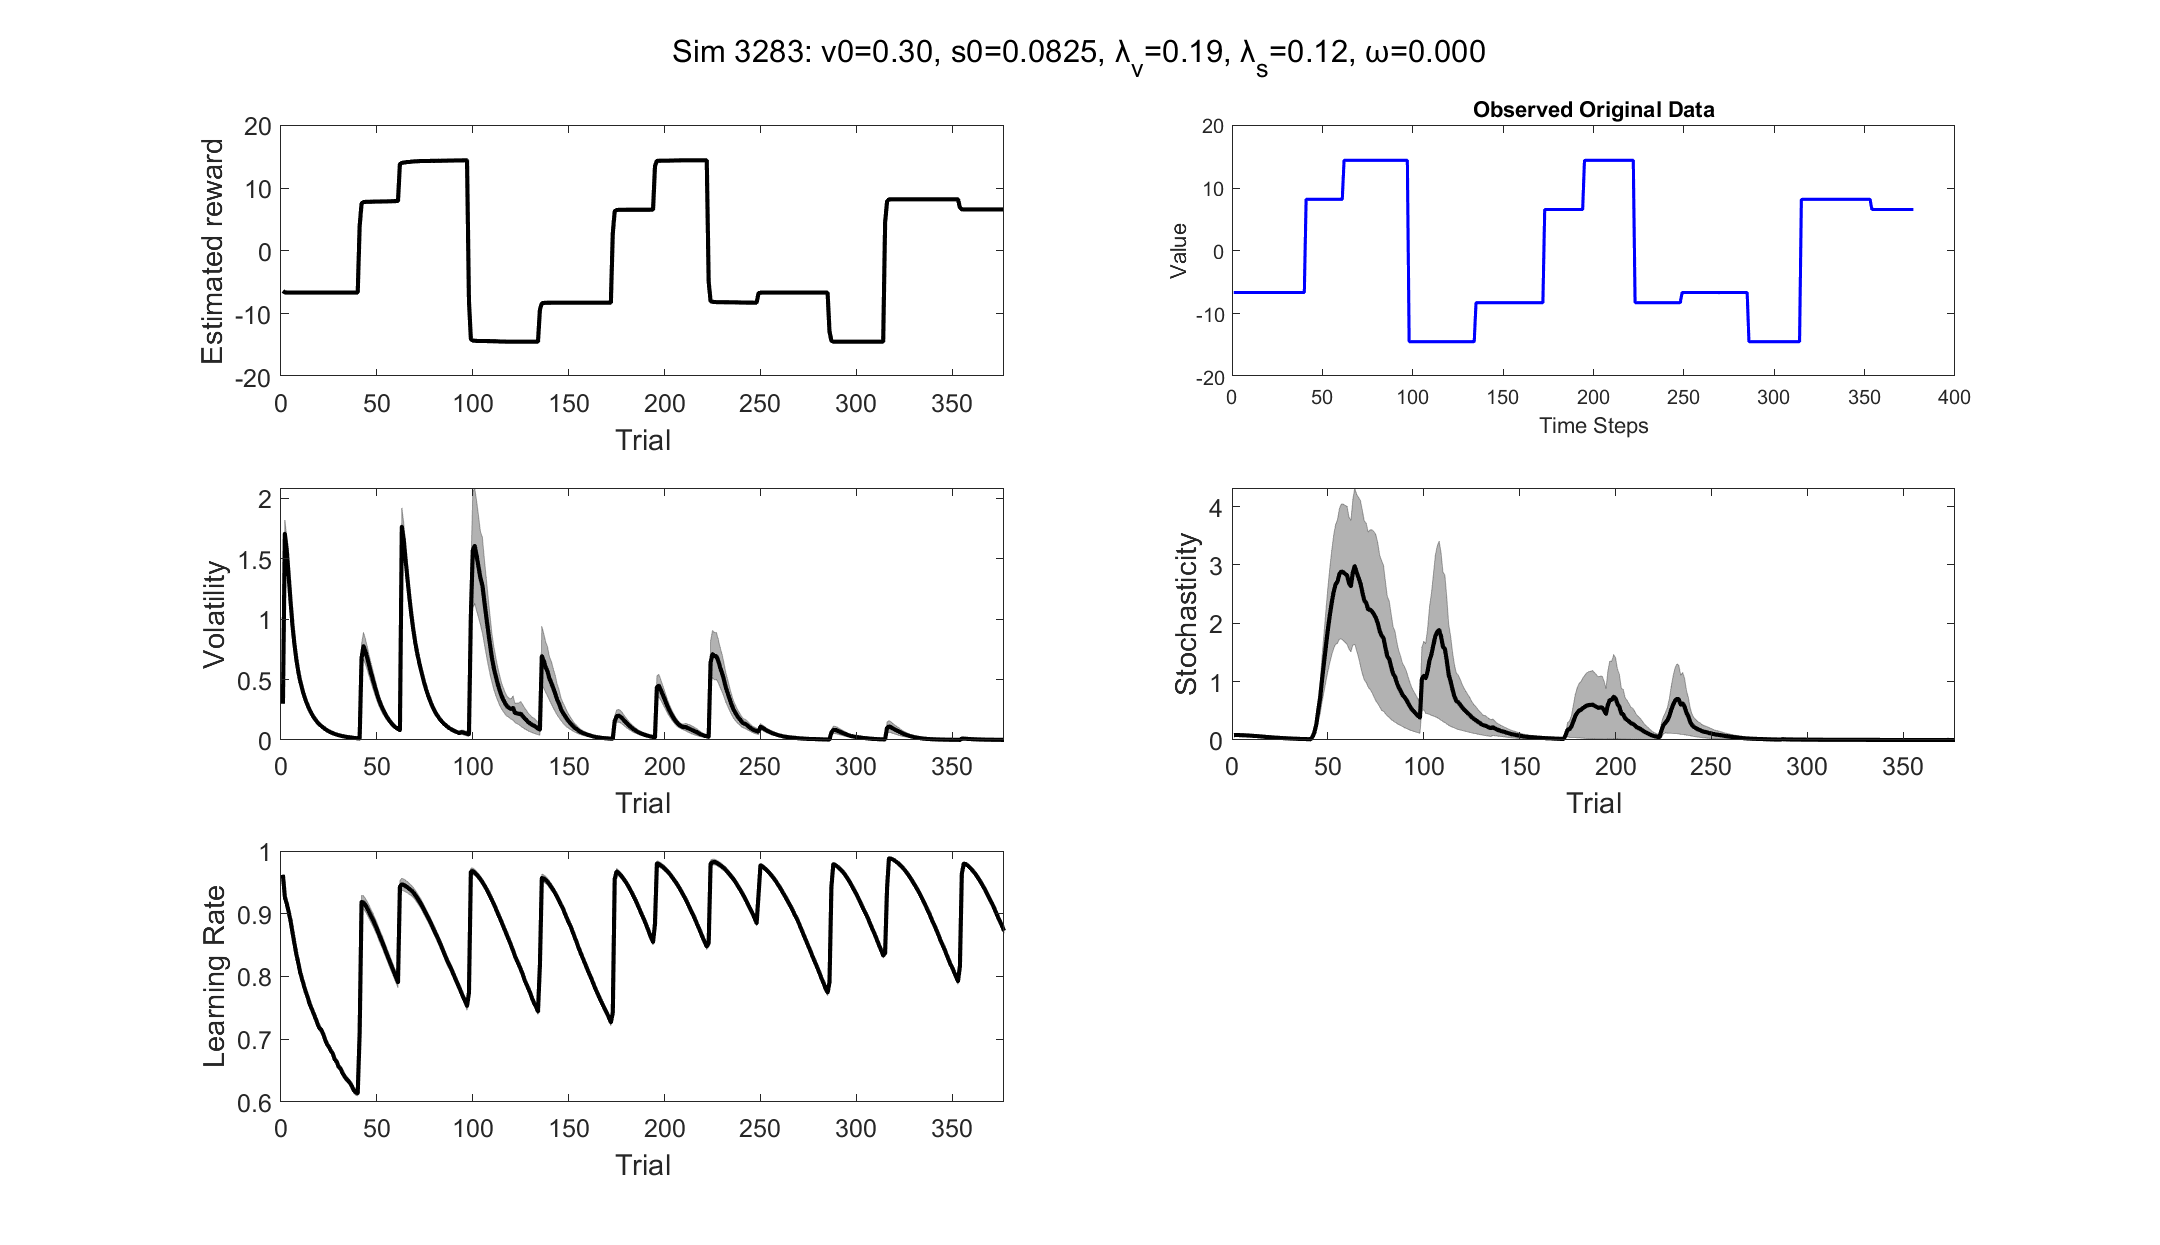 Sim 3283: v0=0.30, s0=0.0825, λ_v=0.19, λ_s=0.12, ω=0.000
Estimated reward
20
10
0
-10
-20
0 50 100 150 200 250 300 350
Trial
Observed Original Data
Value
20
10
0
-10
-20
0 50 100 150 200 250 300 350 400
Time Steps
Volatility
2
1.5
1
0.5
0
0 50 100 150 200 250 300 350
Trial
Stochasticity
4
3
2
1
0
0 50 100 150 200 250 300 350
Trial
Learning Rate
1
0.9
0.8
0.7
0.6
0 50 100 150 200 250 300 350
Trial